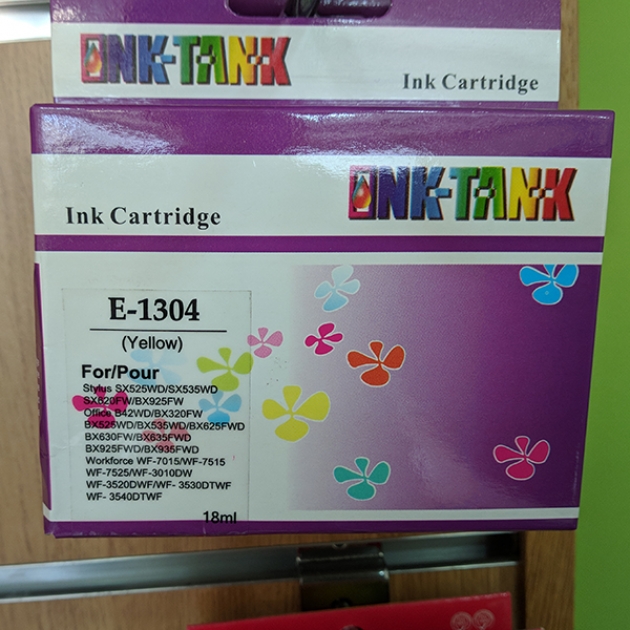 INK-TANK
Ink Cartridge
INK-TANK
Ink Cartridge
E-1304
(Yellow)
For/Pour
Stylus SX525WD/SX535WD
SX620FW/BX925FW
Office B42WD/BX320FW
BX525WD/BX535WD/BX625FWD
BX630FW/BX635FWD
BX925FWD/BX935FWD
Workforce WF-7015/WF-7515
WF-7525/WF-3010DW
WF-3520DWF/WF- 3530DTWF
WF- 3540DTWF
18ml